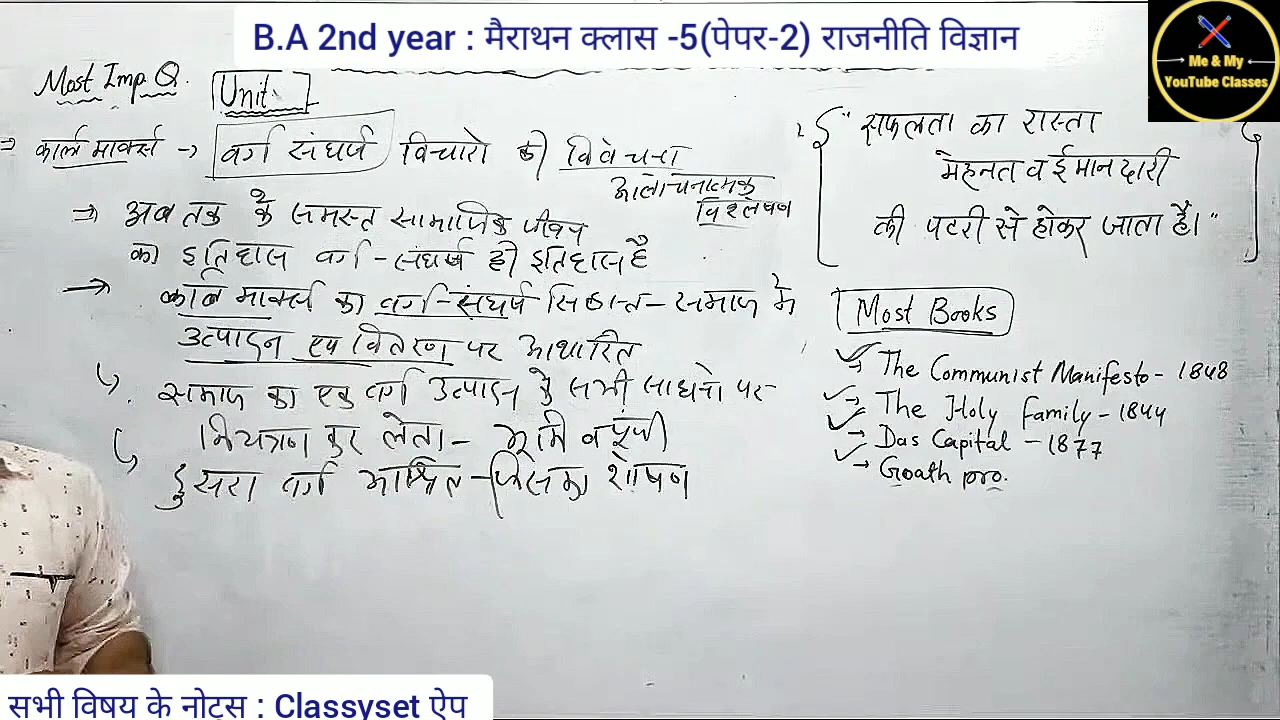 B.A 2nd year : मैराथन क्लास -5(पेपर-2) राजनीति विज्ञान
Me & My
YouTube Classes
Most Imp Q.
Unit
⇒ कार्ल मार्क्स → वर्ग संघर्ष विचारो की विवेचना
आलोचनात्मक
विश्लेषण
⇒ अब तक के समस्त सामाजिक जीवन
का इतिहास वर्ग-संघर्ष ही इतिहास है
→ कार्ल मार्क्स का वर्ग-संघर्ष सिद्धान्त - समाज मे
उत्पादन एव वितरण पर आधारित
समाज का एक वर्ग उत्पादन के सभी साधनो पर
नियत्रण कर लेता - भूमि व पूंजी
दुसरा वर्ग आश्रित - जिसका शोषण
"सफलता का रास्ता
मेहनत व ईमानदारी
की पटरी से होकर जाता है।"
Most Books
→ The Communist Manifesto - 1848
→ The Holy family - 1844
→ Das Capital - 1877
→ Goath pro.
सभी विषय के नोट्स : Classyset ऐप